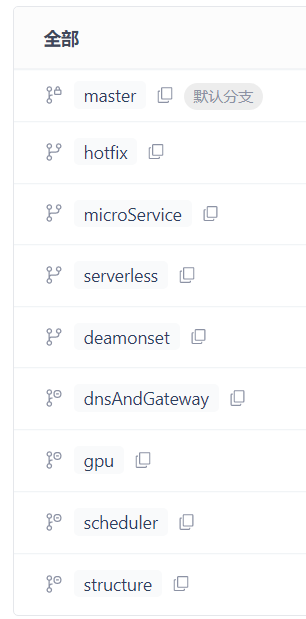 全部
master 默认分支
hotfix
microService
serverless
deamonset
dnsAndGateway
gpu
scheduler
structure